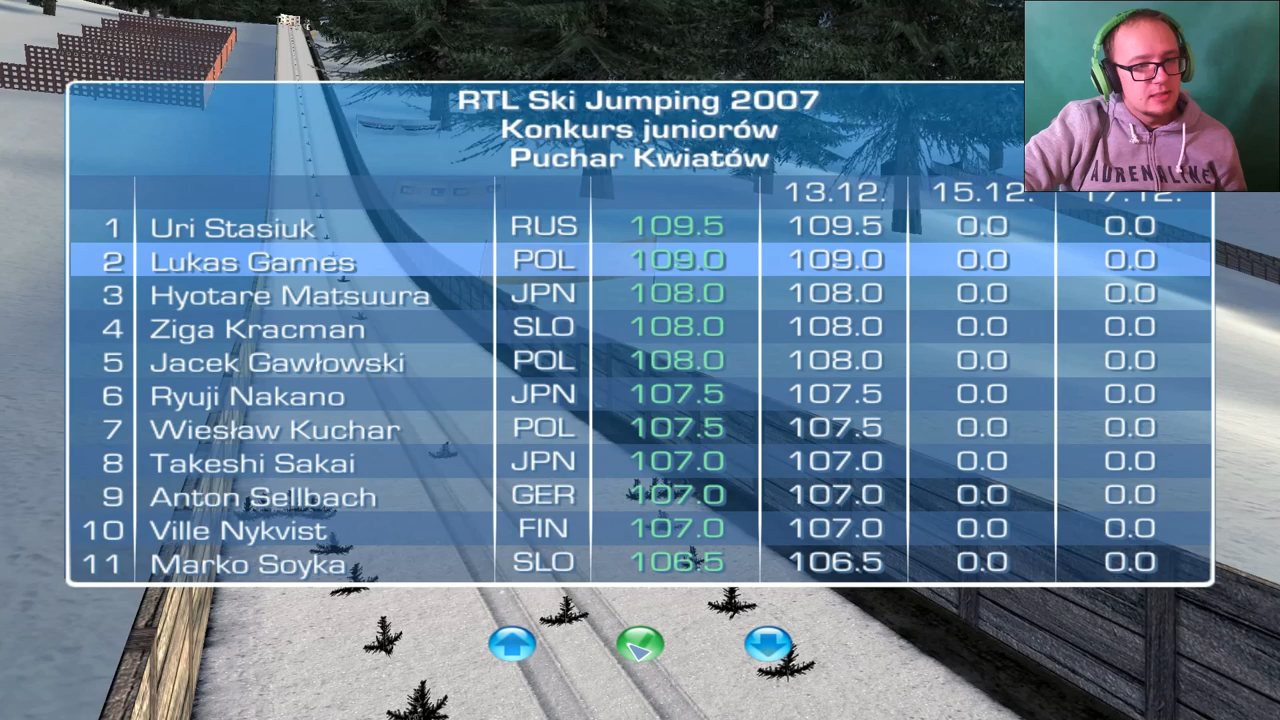 RTL Ski Jumping 2007
Konkurs juniorów
Puchar Kwiatów
13.12. 15.12. 17.12.
1 Uri Stasiuk RUS 109.5 109.5 0.0 0.0
2 Lukas Games POL 109.0 109.0 0.0 0.0
3 Hyotare Matsuura JPN 108.0 108.0 0.0 0.0
4 Ziga Kracman SLO 108.0 108.0 0.0 0.0
5 Jacek Gawłowski POL 108.0 108.0 0.0 0.0
6 Ryuji Nakano JPN 107.5 107.5 0.0 0.0
7 Wiesław Kuchar POL 107.5 107.5 0.0 0.0
8 Takeshi Sakai JPN 107.0 107.0 0.0 0.0
9 Anton Sellbach GER 107.0 107.0 0.0 0.0
10 Ville Nykvist FIN 107.0 107.0 0.0 0.0
11 Marko Soyka SLO 106.5 106.5 0.0 0.0
ADRENALINE